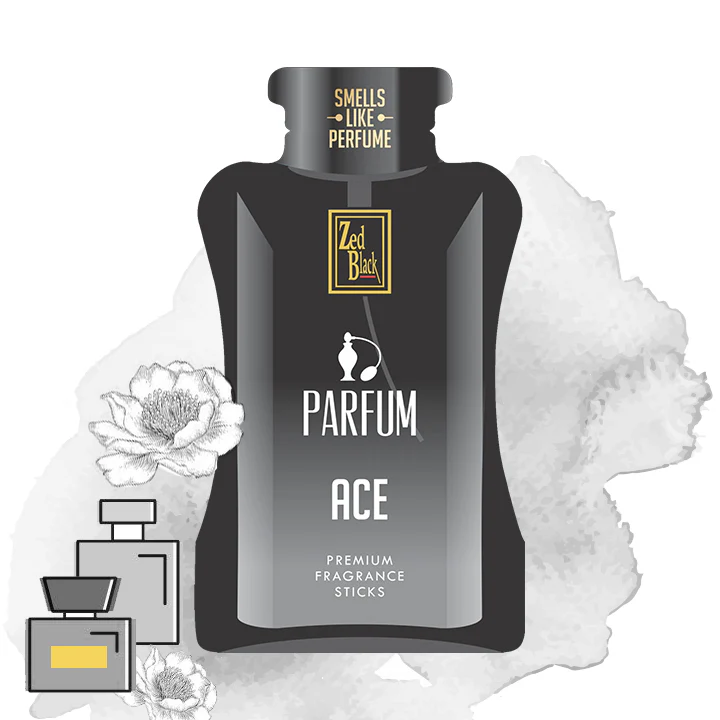 SMELLS
LIKE
PERFUME
Zed
Black
PARFUM
ACE
PREMIUM
FRAGRANCE
STICKS